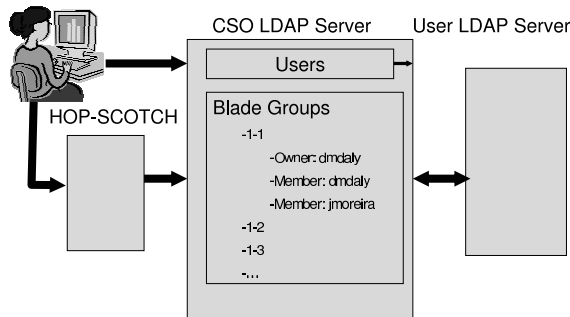 CSO LDAP Server
User LDAP Server
Users
HOP-SCOTCH
Blade Groups
-1-1
-Owner: dmdaly
-Member: dmdaly
-Member: jmoreira
-1-2
-1-3
-...